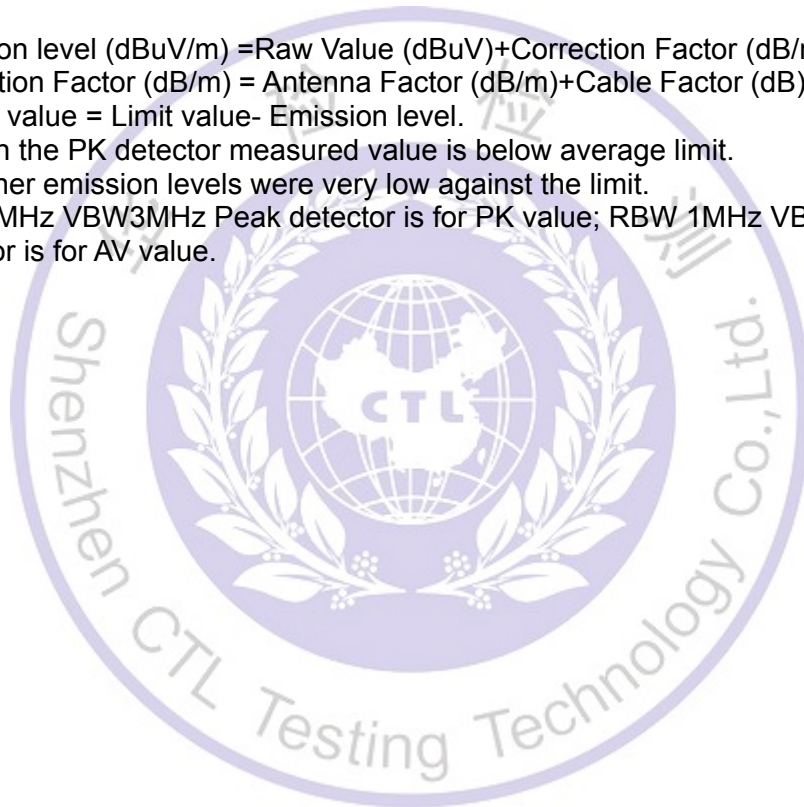 on level (dBuV/m) =Raw Value (dBuV)+Correction Factor (dB/m
tion Factor (dB/m) = Antenna Factor (dB/m)+Cable Factor (dB)
value = Limit value- Emission level.
n the PK detector measured value is below average limit.
ner emission levels were very low against the limit.
MHz VBW3MHz Peak detector is for PK value; RBW 1MHz VB
or is for AV value.
检
测
CTL
Shenzhen CTL Testing Technology Co., Ltd.